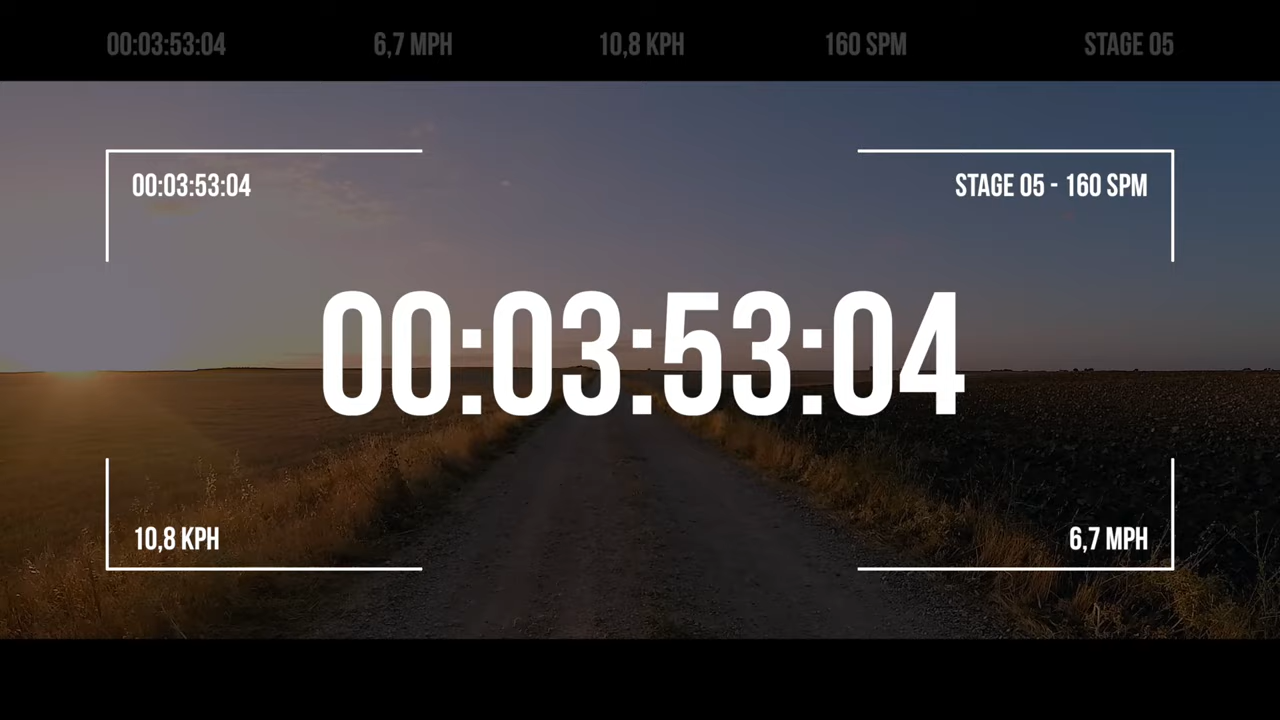 00:03:53:04 6,7 MPH 10,8 KPH 160 SPM STAGE 05
00:03:53:04 STAGE 05 - 160 SPM
00:03:53:04
10,8 KPH 6,7 MPH